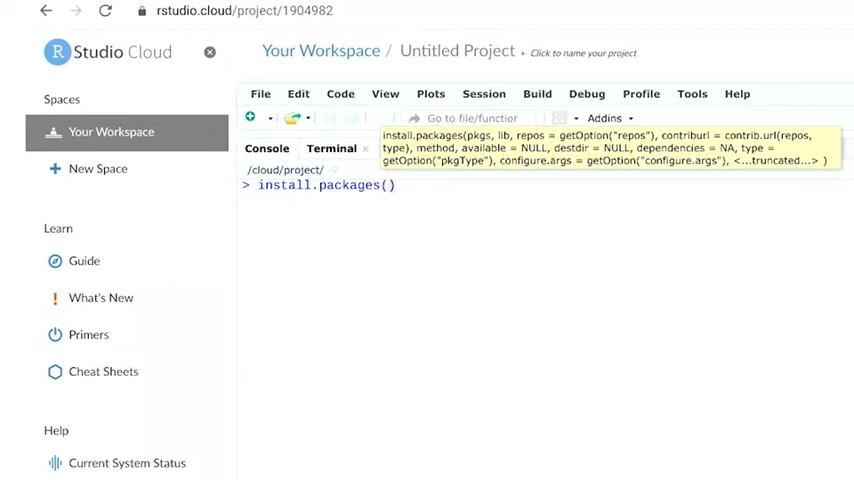 rstudio.cloud/project/1904982
R Studio Cloud
Your Workspace / Untitled Project ← Click to name your project
File Edit Code View Plots Session Build Debug Profile Tools Help
Go to file/function Addins
install.packages(pkgs, lib, repos = getOption("repos"), contriburl = contrib.url(repos,
type), method, available = NULL, destdir = NULL, dependencies = NA, type =
getOption("pkgType"), configure.args = getOption("configure.args"), <...truncated...> )
Console Terminal
/cloud/project/
> install.packages()
Spaces
Your Workspace
New Space
Learn
Guide
What's New
Primers
Cheat Sheets
Help
Current System Status